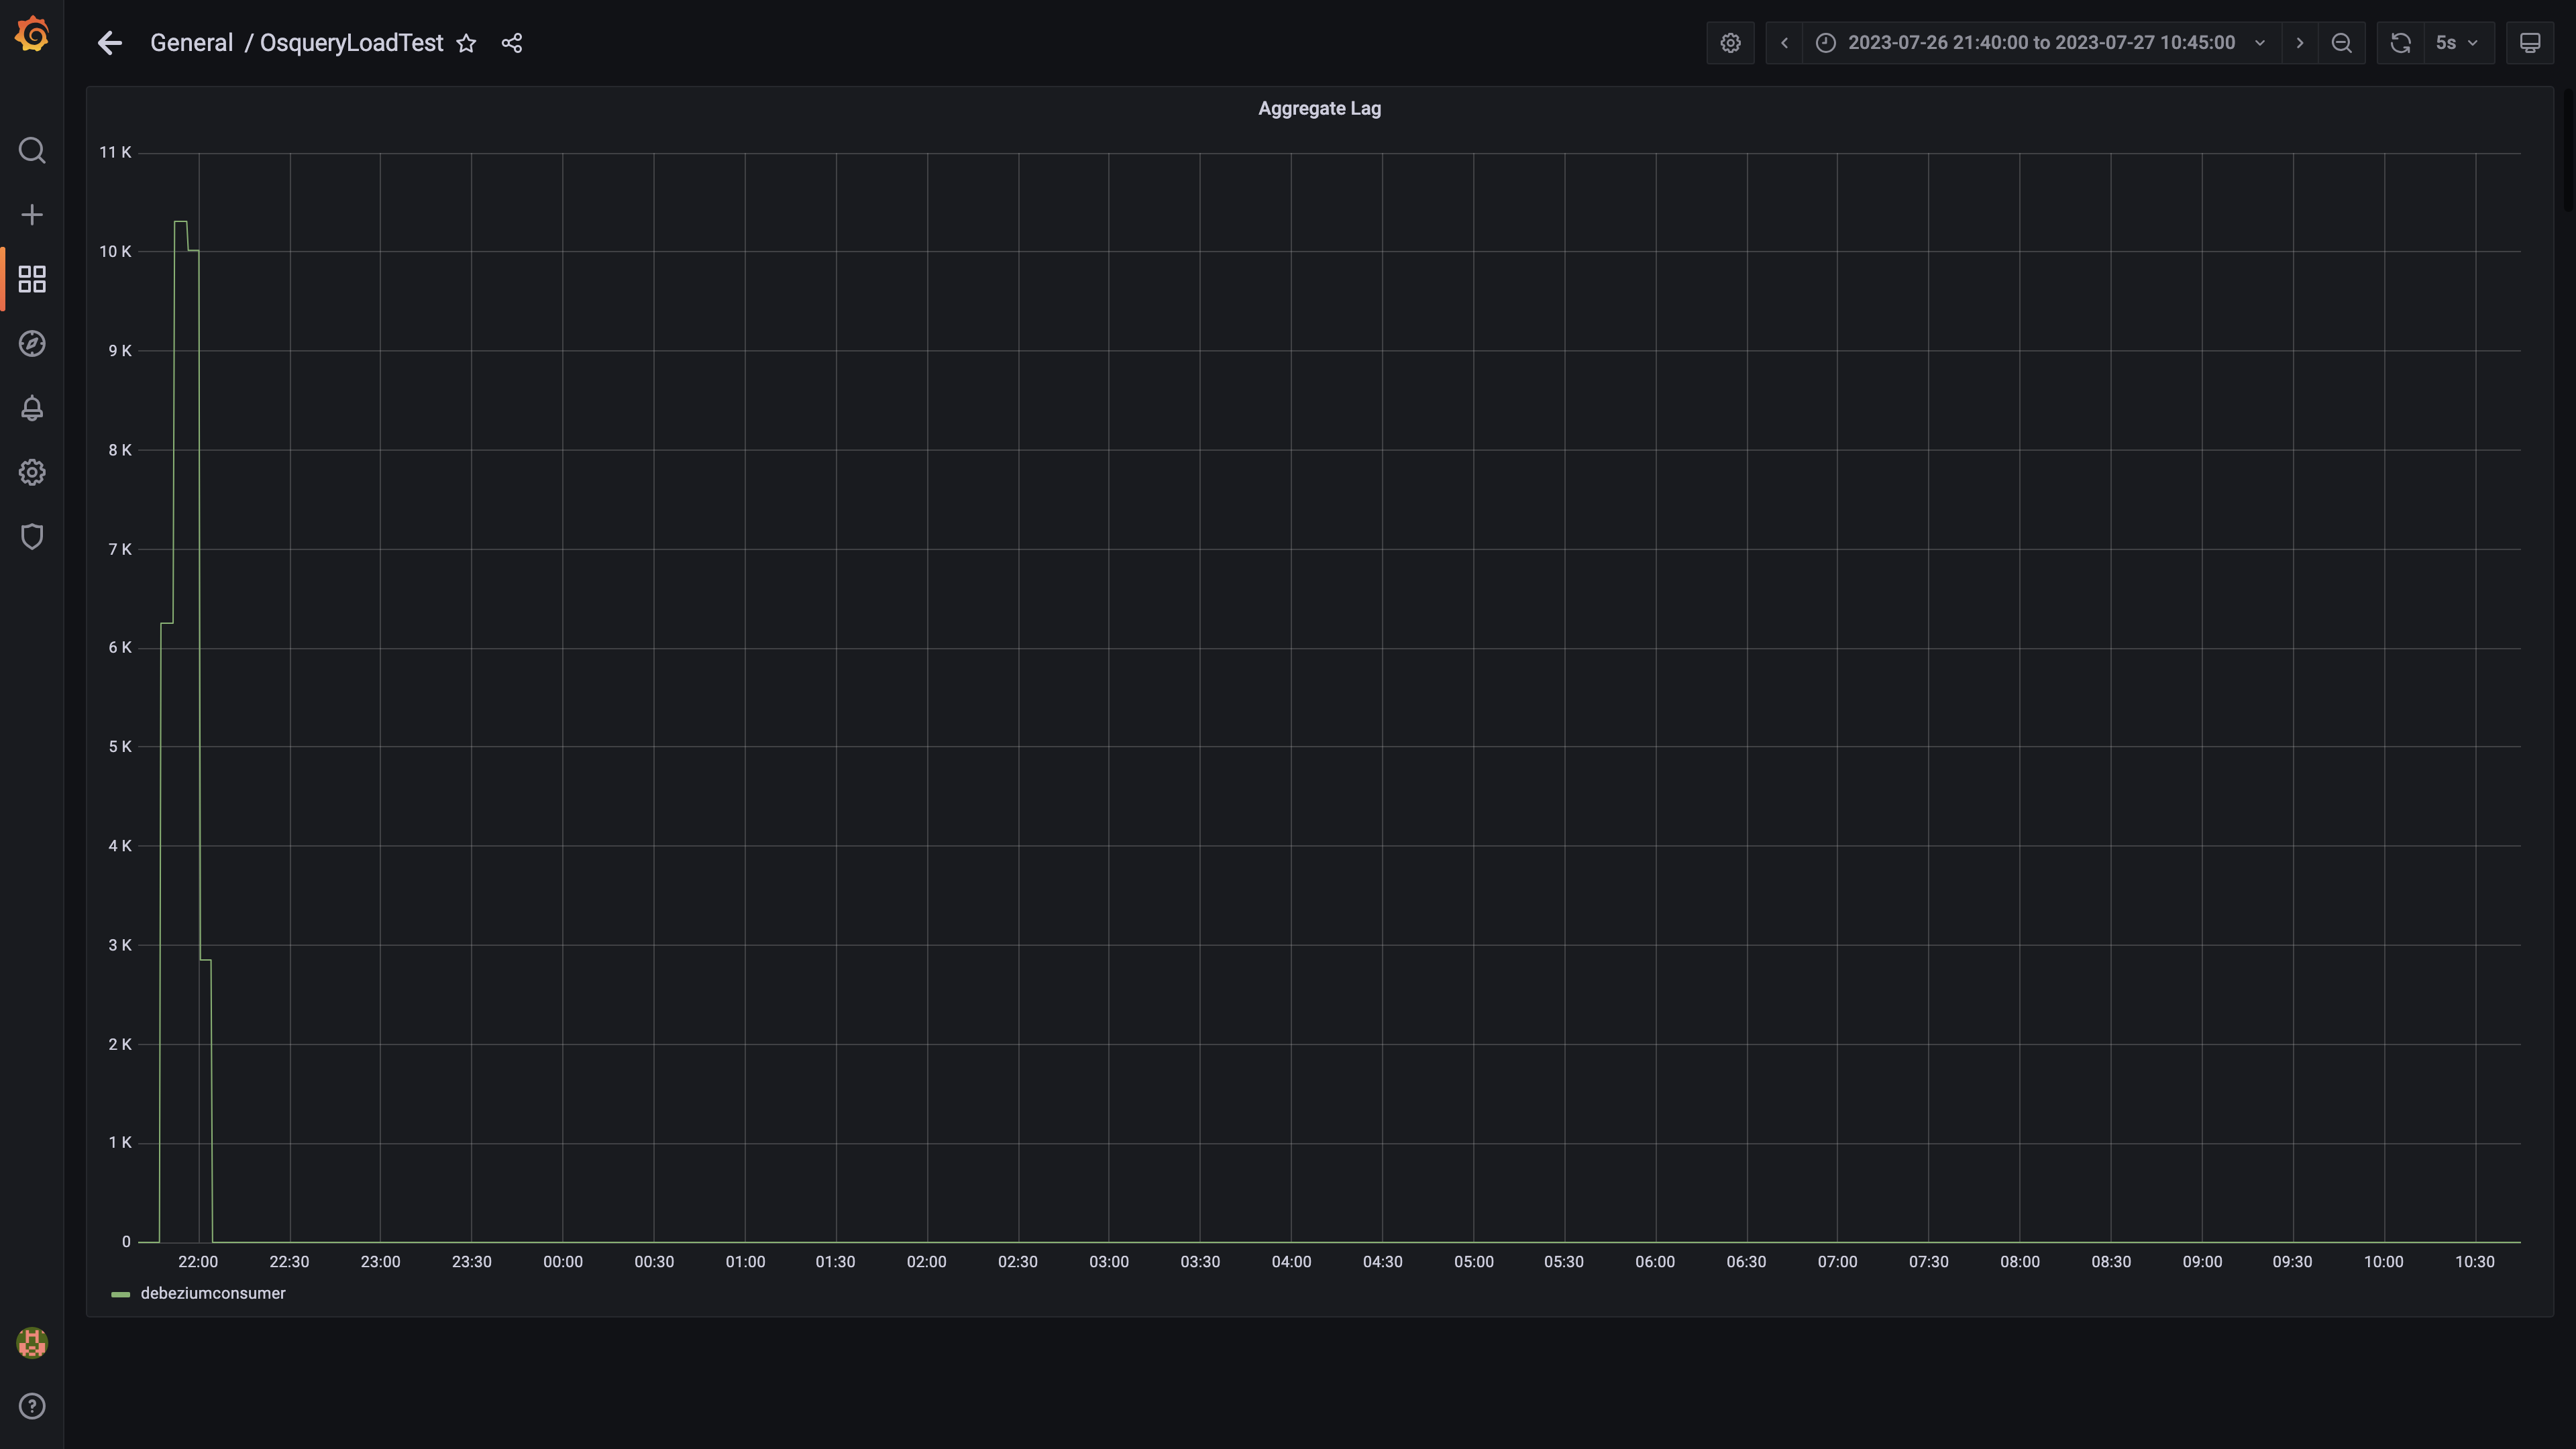 General / OsqueryLoadTest
2023-07-26 21:40:00 to 2023-07-27 10:45:00
5s
Aggregate Lag
11 K
10 K
9 K
8 K
7 K
6 K
5 K
4 K
3 K
2 K
1 K
0
22:00 22:30 23:00 23:30 00:00 00:30 01:00 01:30 02:00 02:30 03:00 03:30 04:00 04:30 05:00 05:30 06:00 06:30 07:00 07:30 08:00 08:30 09:00 09:30 10:00 10:30
debeziumconsumer